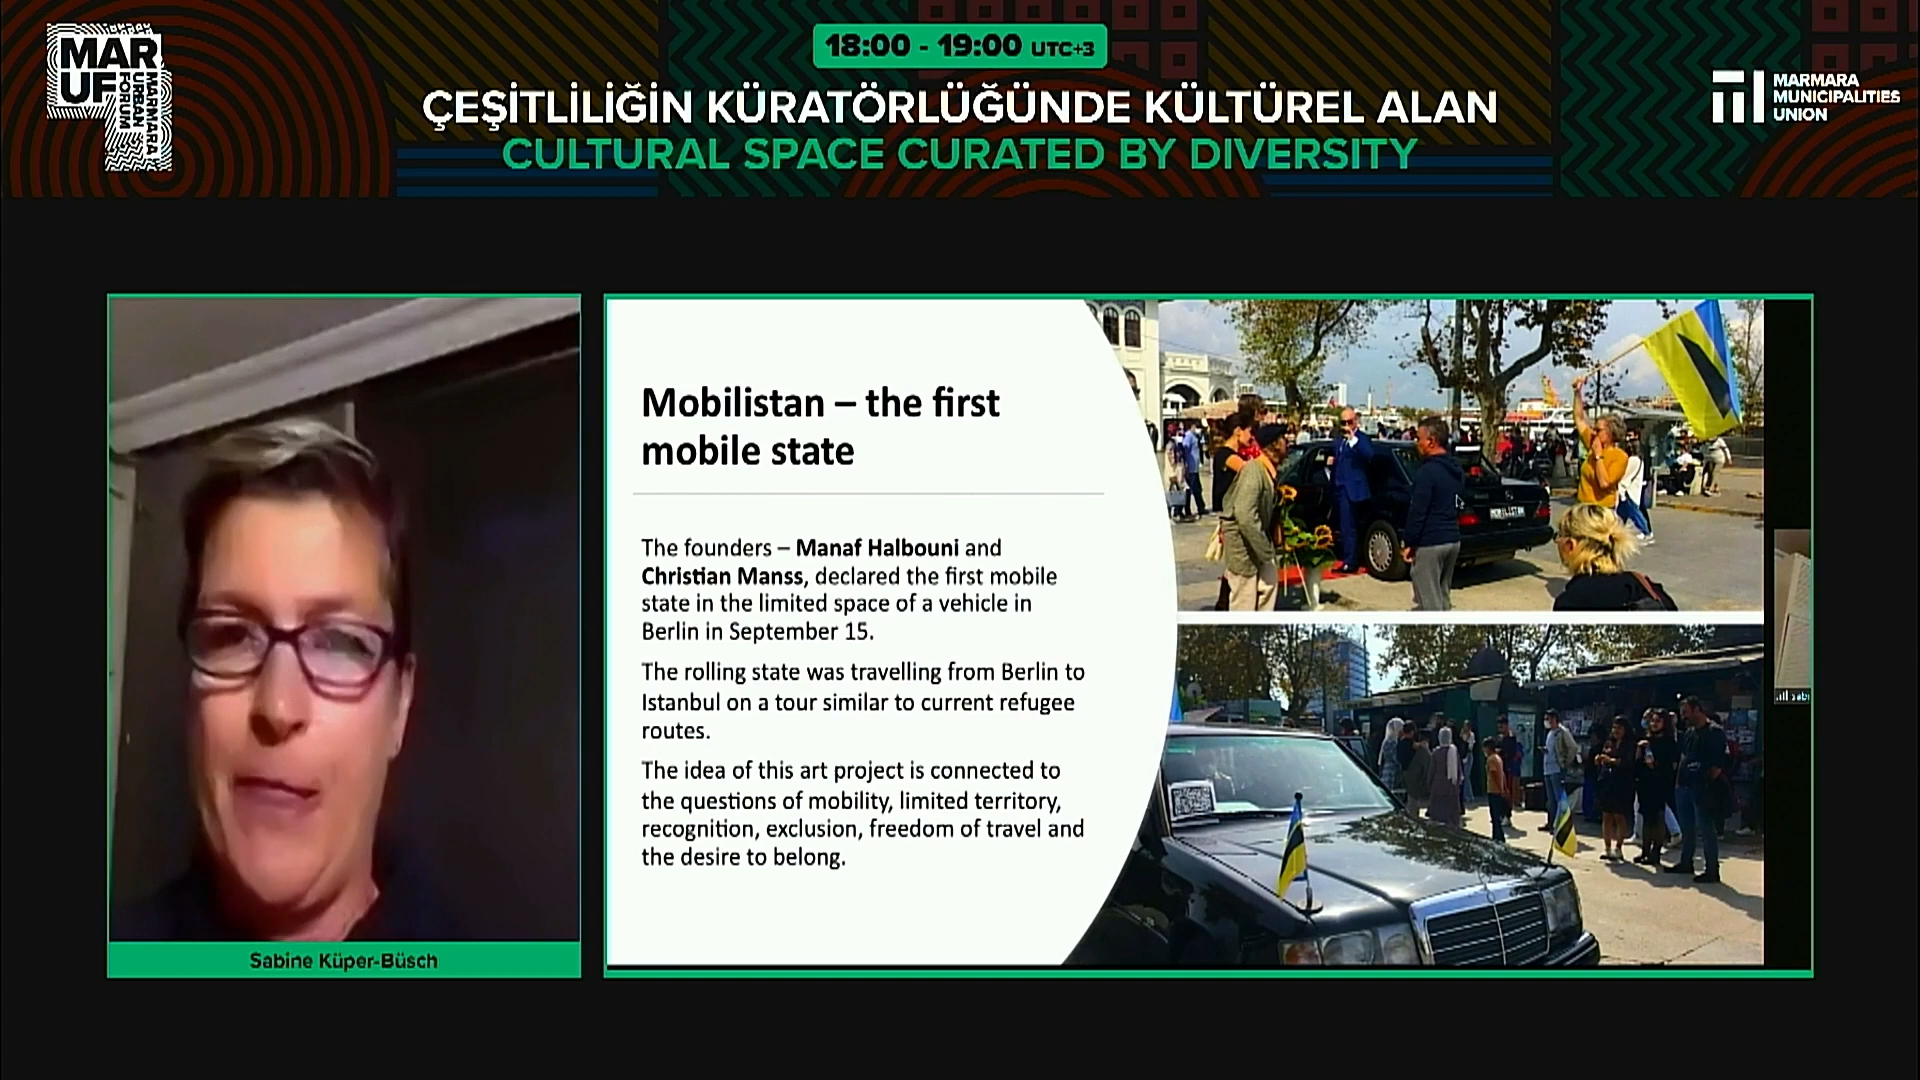 MAR
UF
MARMARA
URBAN
FORUM
18:00 - 19:00 UTC+3
ÇEŞİTLİLİĞİN KÜRATÖRLÜĞÜNDE KÜLTÜREL ALAN
CULTURAL SPACE CURATED BY DIVERSITY
MARMARA
MUNICIPALITIES
UNION
Mobilistan – the first
mobile state
The founders – Manaf Halbouni and
Christian Manss, declared the first mobile
state in the limited space of a vehicle in
Berlin in September 15.
The rolling state was travelling from Berlin to
Istanbul on a tour similar to current refugee
routes.
The idea of this art project is connected to
the questions of mobility, limited territory,
recognition, exclusion, freedom of travel and
the desire to belong.
Sabine Küper-Büsch